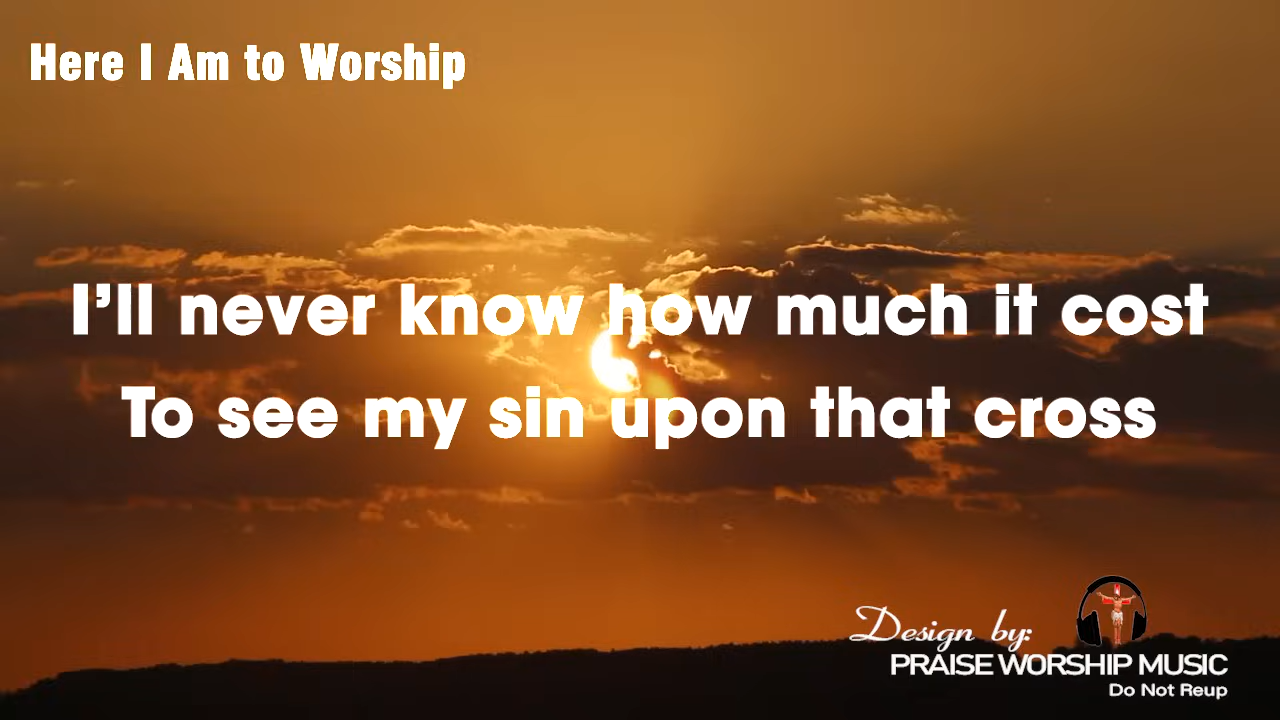 Here I Am to Worship
I’ll never know how much it cost
To see my sin upon that cross
Design by:
PRAISE WORSHIP MUSIC
Do Not Reup